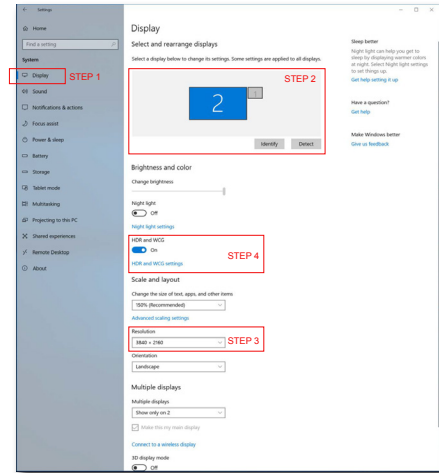 Settings
Home
Find a setting
System
Display
STEP 1
Sound
Notifications & actions
Focus assist
Power & sleep
Battery
Storage
Tablet mode
Multitasking
Projecting to this PC
Shared experiences
Remote Desktop
About
Display
Select and rearrange displays
Select a display below to change its settings. Some settings are applied to all displays.
STEP 2
2
1
Identify
Detect
Brightness and color
Change brightness
Night light
Off
Night light settings
HDR and WCG
On
STEP 4
HDR and WCG settings
Scale and layout
Change the size of text, apps, and other items
150% (Recommended)
Advanced scaling settings
Resolution
3840 × 2160
STEP 3
Orientation
Landscape
Multiple displays
Multiple displays
Show only on 2
Make this my main display
Connect to a wireless display
3D display mode
Off
Sleep better
Night light can help you get to
sleep by displaying warmer colors
at night. Select Night light settings
to set things up.
Get help setting it up
Have a question?
Get help
Make Windows better
Give us feedback